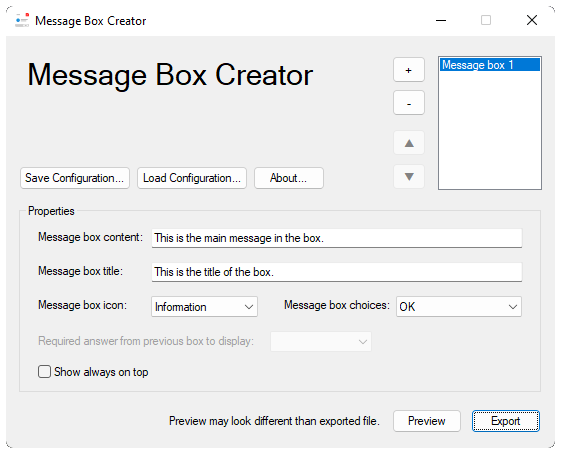 Message Box Creator
Message Box Creator
+
-
▲
▼
Message box 1
Save Configuration...
Load Configuration...
About...
Properties
Message box content: This is the main message in the box.
Message box title: This is the title of the box.
Message box icon: Information Message box choices: OK
Required answer from previous box to display:
Show always on top
Preview may look different than exported file. Preview Export